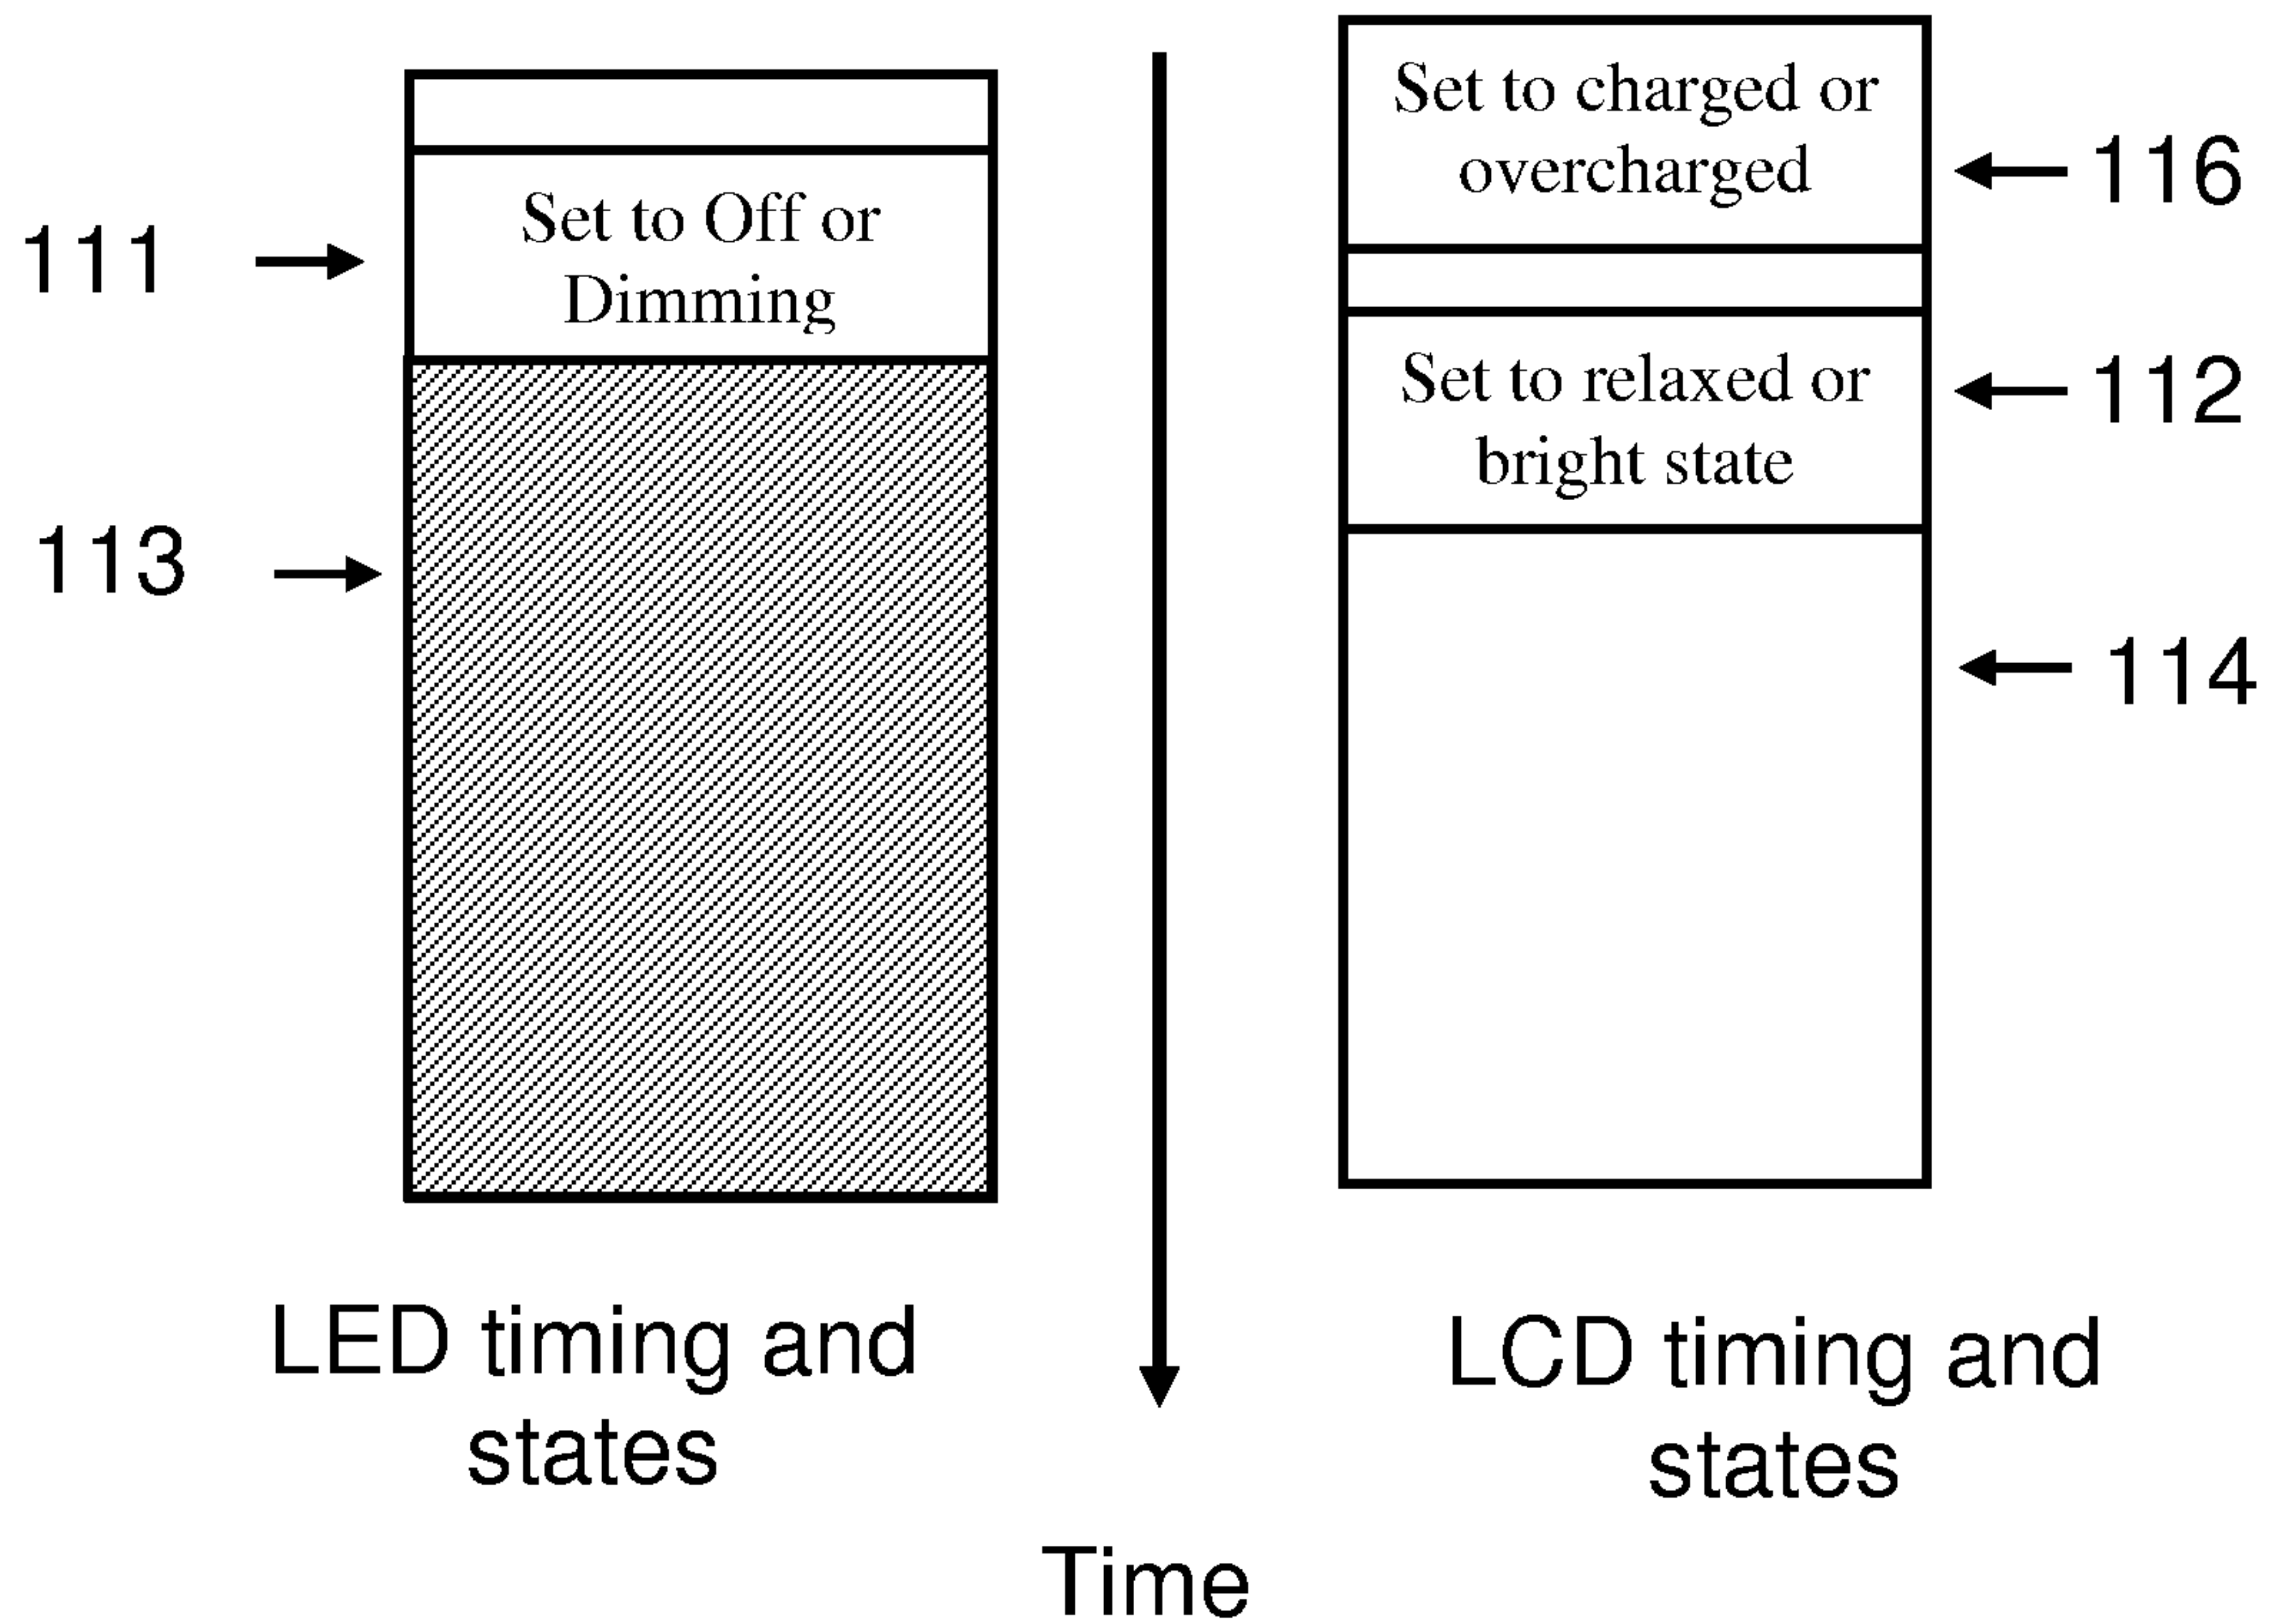 Set to charged or
overcharged
116
111
Set to Off or
Dimming
Set to relaxed or
bright state
112
113
114
LED timing and
states
LCD timing and
states
Time